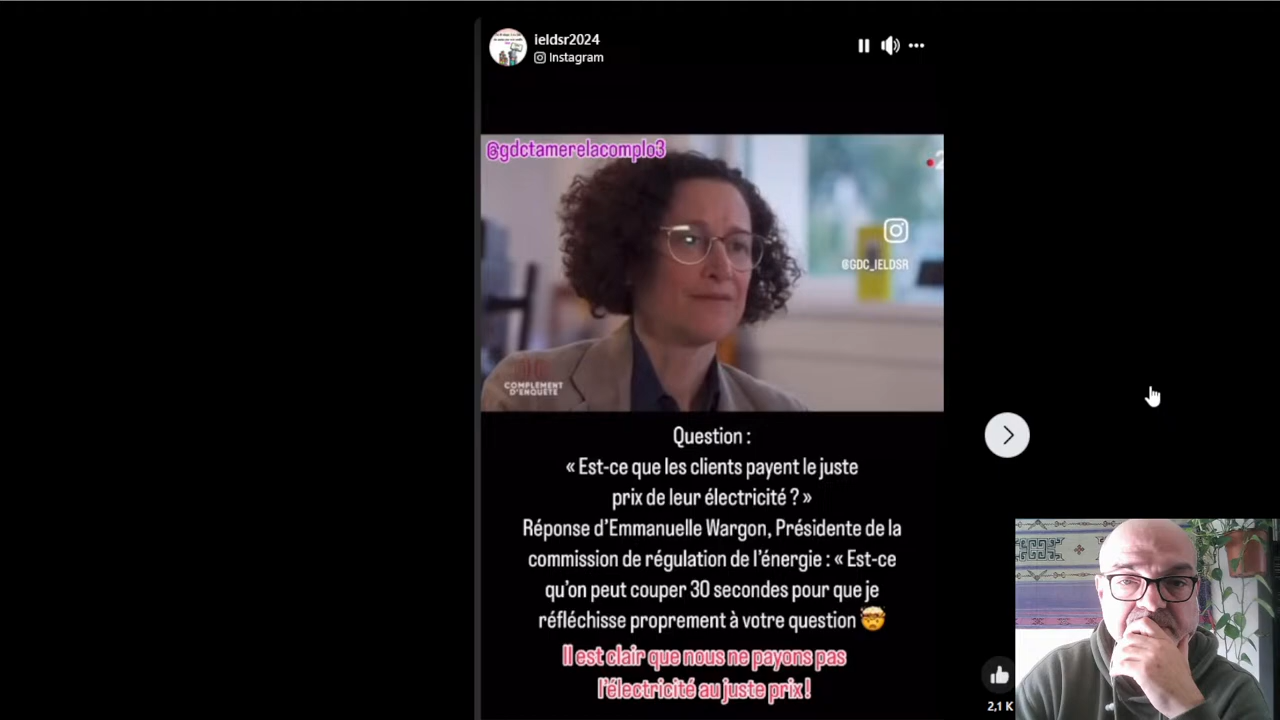 ieldsr2024
Instagram
@gdctamerelacomplo3
2
@GDC_IELDSR
COMPLÉMENT
D'ENQUÊTE
Question :
« Est-ce que les clients payent le juste
prix de leur électricité ? »
Réponse d'Emmanuelle Wargon, Présidente de la
commission de régulation de l'énergie : « Est-ce
qu'on peut couper 30 secondes pour que je
réfléchisse proprement à votre question 🤯
Il est clair que nous ne payons pas
l'électricité au juste prix !
2,1 K